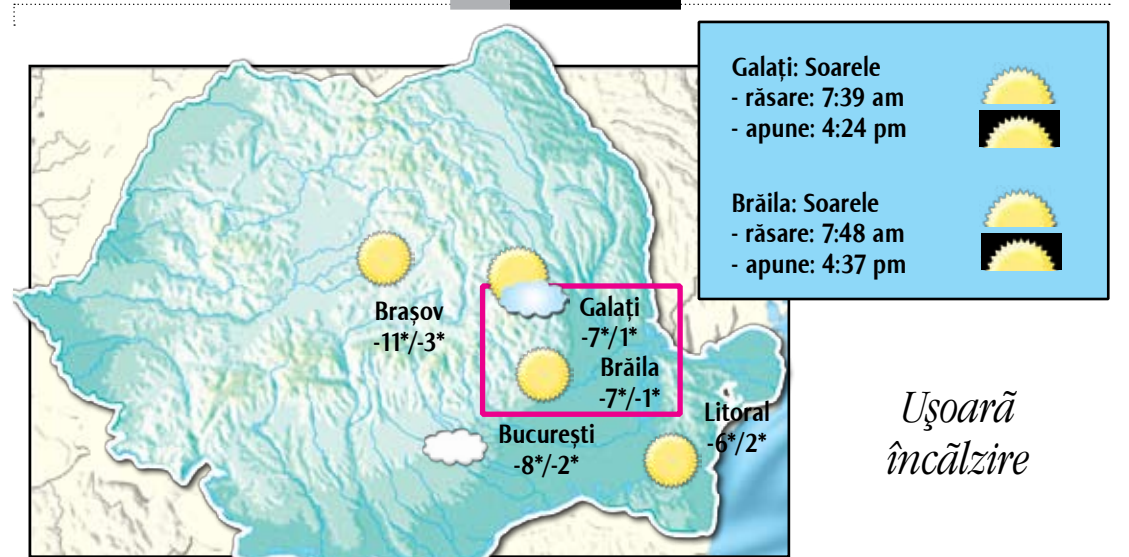 Galați: Soarele
- răsare: 7:39 am
- apune: 4:24 pm
Brăila: Soarele
- răsare: 7:48 am
- apune: 4:37 pm
Brașov
-11*/-3*
Galați
-7*/1*
Brăila
-7*/-1*
Litoral
-6*/2*
București
-8*/-2*
Uşoarã
încãlzire